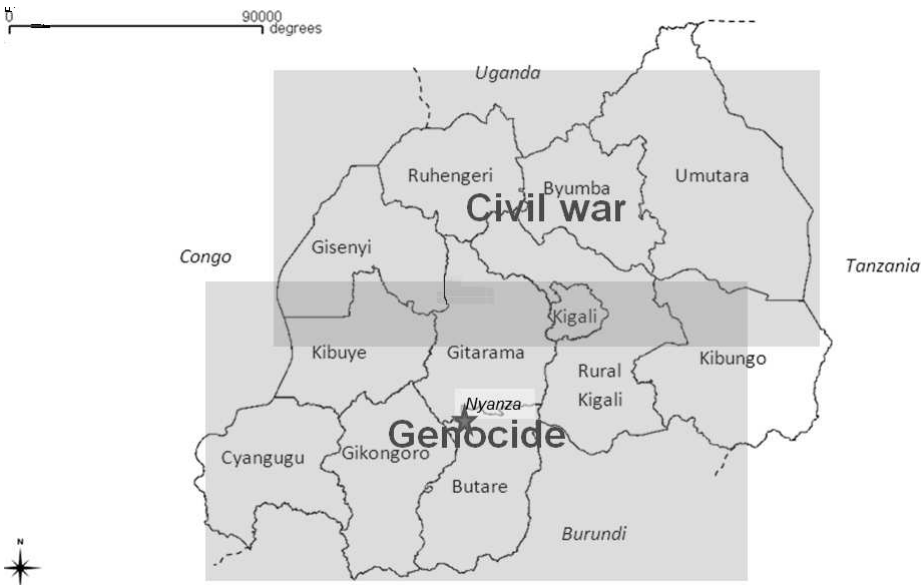 0 90000
degrees
Uganda
Ruhengeri
Byumba
Umutara
Civil war
Gisenyi
Congo
Tanzania
Kigali
Kibuye
Gitarama
Kibungo
Rural
Kigali
Nyanza
Genocide
Cyangugu
Gikongoro
Butare
Burundi
N